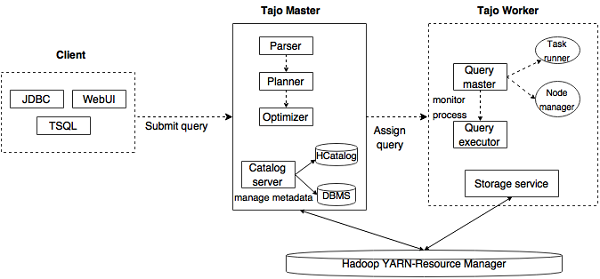 Client
JDBC
WebUI
TSQL
Submit query
Tajo Master
Parser
Planner
Optimizer
Catalog
server
manage metadata
HCatalog
DBMS
Assign
query
Tajo Worker
Query
master
Task
runner
Node
manager
monitor
process
Query
executor
Storage service
Hadoop YARN-Resource Manager